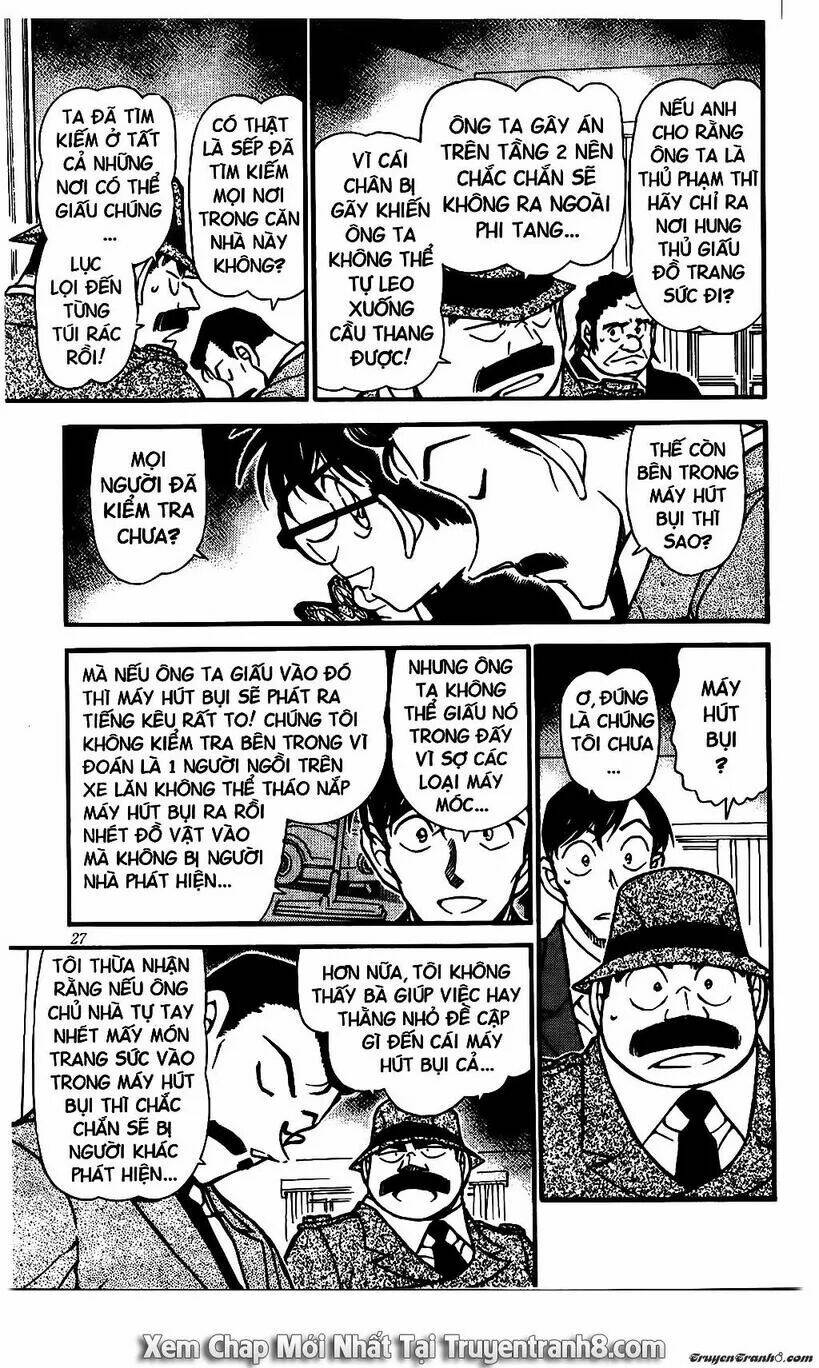 NẾU ANH
CHO RẰNG
ÔNG TA LÀ
THỦ PHẠM THÌ
HÃY CHỈ RA
NƠI HUNG
THỦ GIẤU
ĐỒ TRANG
SỨC ĐI?
ÔNG TA GÂY ÁN
TRÊN TẦNG 2 NÊN
CHẮC CHẮN SẼ
KHÔNG RA NGOÀI
PHI TANG...
VÌ CÁI
CHÂN BỊ
GÃY KHIẾN
ÔNG TA
KHÔNG THỂ
TỰ LEO
XUỐNG
CẦU THANG
ĐƯỢC!
CÓ THẬT
LÀ SẾP ĐÃ
TÌM KIẾM
MỌI NƠI
TRONG CĂN
NHÀ NÀY
KHÔNG?
TA ĐÃ TÌM
KIẾM Ở TẤT
CẢ NHỮNG
NƠI CÓ THỂ
GIẤU CHÚNG
...
LỤC
LỌI ĐẾN
TỪNG
TÚI RÁC
RỒI!
THẾ CÒN
BÊN TRONG
MÁY HÚT
BỤI THÌ
SAO?
MỌI
NGƯỜI ĐÃ
KIỂM TRA
CHƯA?
MÁY
HÚT
BỤI
?
Ơ, ĐÚNG
LÀ CHÚNG
TÔI CHƯA
...
NHƯNG ÔNG
TA KHÔNG
THỂ GIẤU NÓ
TRONG ĐẤY
VÌ SỢ CÁC
LOẠI MÁY
MÓC...
MÀ NẾU ÔNG TA GIẤU VÀO ĐÓ
THÌ MÁY HÚT BỤI SẼ PHÁT RA
TIẾNG KÊU RẤT TO! CHÚNG TÔI
KHÔNG KIỂM TRA BÊN TRONG VÌ
ĐOÁN LÀ 1 NGƯỜI NGỒI TRÊN
XE LĂN KHÔNG THỂ THÁO NẮP
MÁY HÚT BỤI RA RỒI
NHÉT ĐỒ VẬT VÀO
MÀ KHÔNG BỊ NGƯỜI
NHÀ PHÁT HIỆN...
27
HƠN NỮA, TÔI KHÔNG
THẤY BÀ GIÚP VIỆC HAY
THẰNG NHỎ ĐỀ CẬP
GÌ ĐẾN CÁI MÁY
HÚT BỤI CẢ...
TÔI THỪA NHẬN
RẰNG NẾU ÔNG
CHỦ NHÀ TỰ TAY
NHÉT MẤY MÓN
TRANG SỨC VÀO
TRONG MÁY HÚT
BỤI THÌ CHẮC
CHẮN SẼ BỊ
NGƯỜI KHÁC
PHÁT HIỆN...
Xem Chap Mới Nhất Tại Truyentranh8.com
TruyenTranh8.com